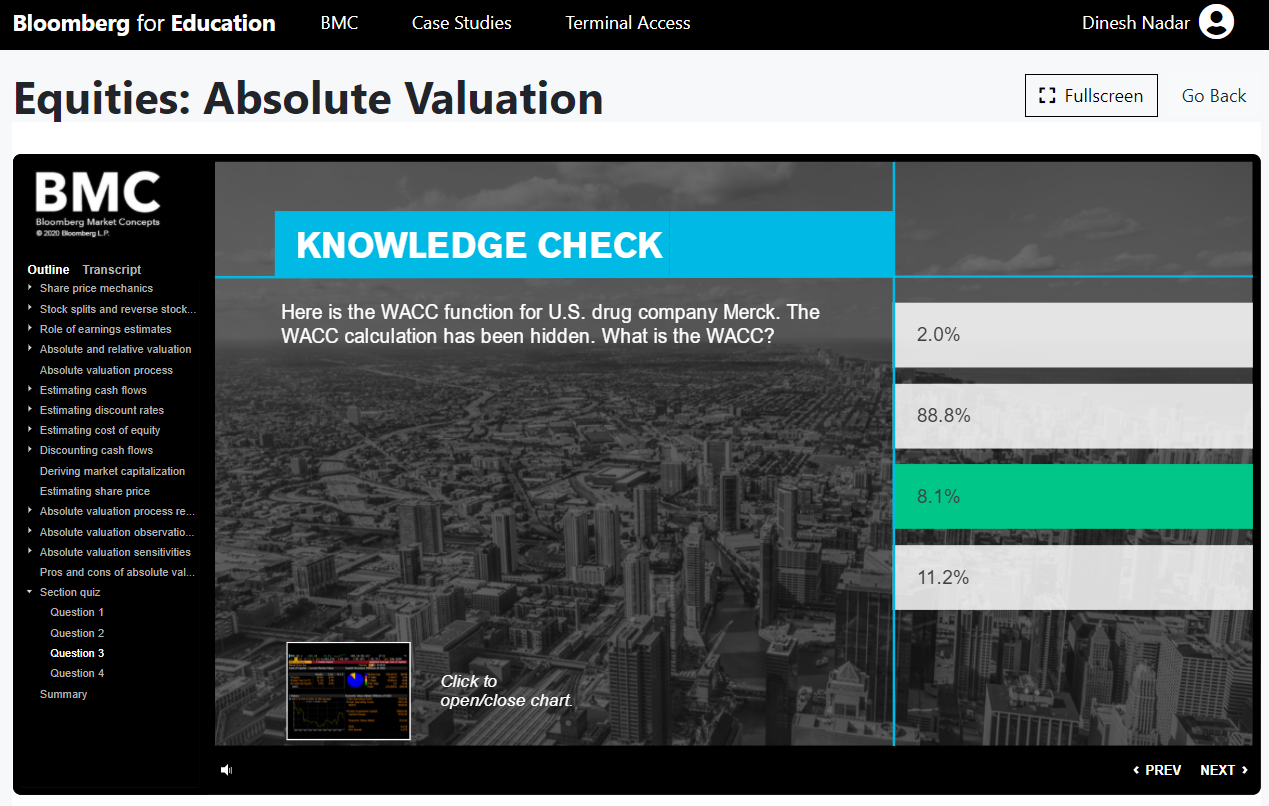 Bloomberg for Education
BMC
Case Studies
Terminal Access
Dinesh Nadar
Equities: Absolute Valuation
Fullscreen
Go Back
BMC
Bloomberg Market Concepts
© 2020 Bloomberg L.P.
Outline Transcript
Share price mechanics
Stock splits and reverse stock...
Role of earnings estimates
Absolute and relative valuation
Absolute valuation process
Estimating cash flows
Estimating discount rates
Estimating cost of equity
Discounting cash flows
Deriving market capitalization
Estimating share price
Absolute valuation process re...
Absolute valuation observatio...
Absolute valuation sensitivities
Pros and cons of absolute val...
Section quiz
Question 1
Question 2
Question 3
Question 4
Summary
KNOWLEDGE CHECK
Here is the WACC function for U.S. drug company Merck. The
WACC calculation has been hidden. What is the WACC?
2.0%
88.8%
8.1%
11.2%
Click to
open/close chart.
PREV
NEXT